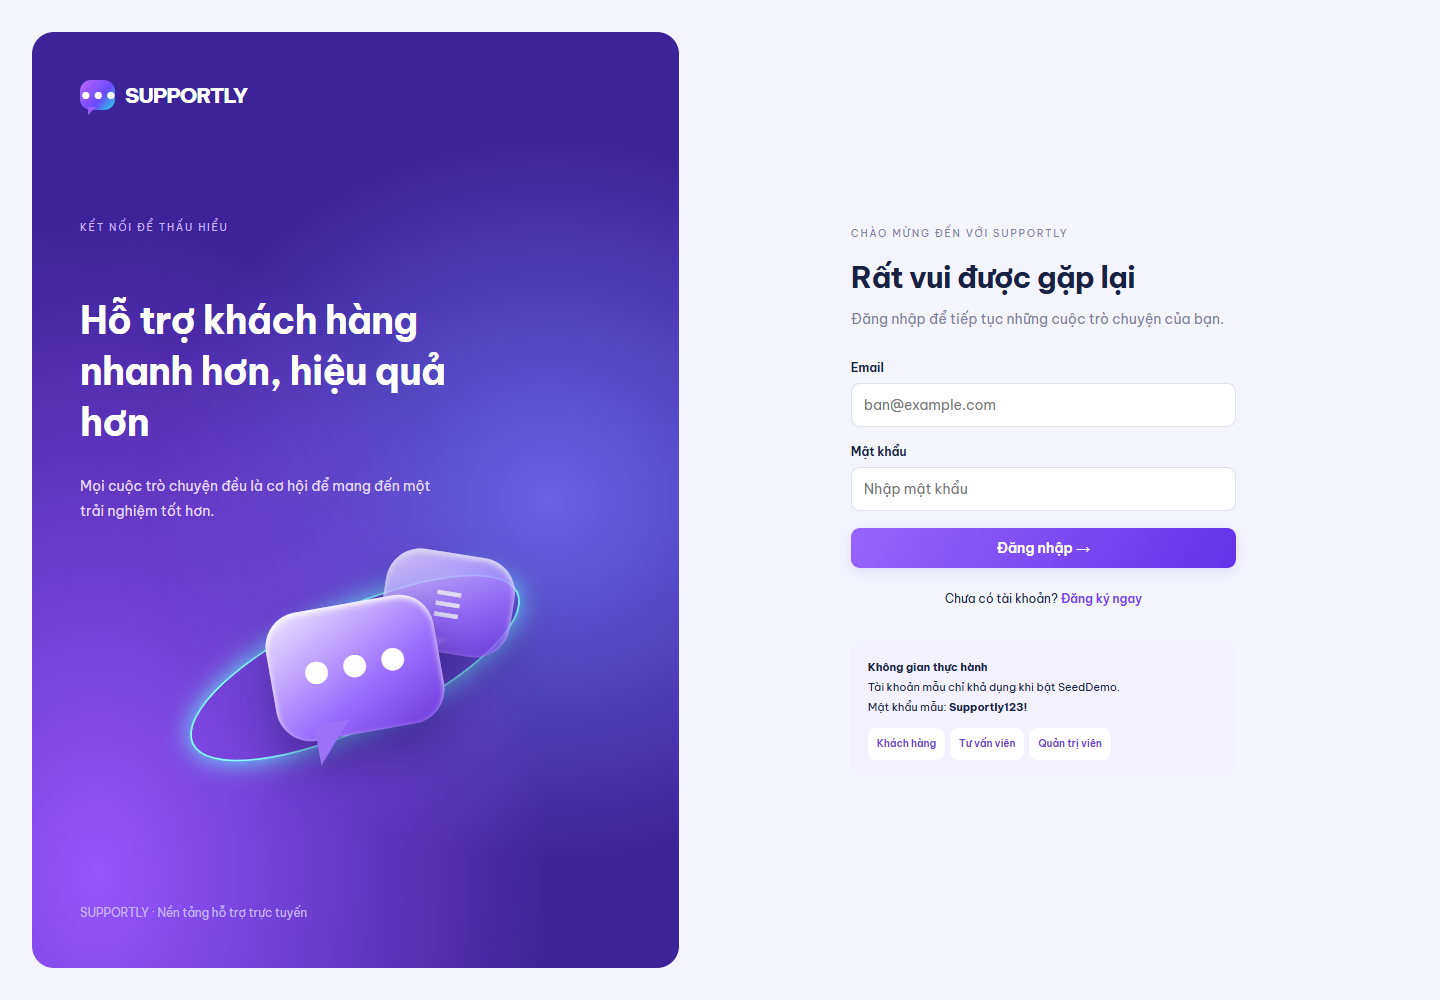 SUPPORTLY
KẾT NỐI ĐỂ THẤU HIỂU
Hỗ trợ khách hàng
nhanh hơn, hiệu quả
hơn
Mọi cuộc trò chuyện đều là cơ hội để mang đến một
trải nghiệm tốt hơn.
SUPPORTLY · Nền tảng hỗ trợ trực tuyến
CHÀO MỪNG ĐẾN VỚI SUPPORTLY
Rất vui được gặp lại
Đăng nhập để tiếp tục những cuộc trò chuyện của bạn.
Email
ban@example.com
Mật khẩu
Nhập mật khẩu
Đăng nhập →
Chưa có tài khoản? Đăng ký ngay
Không gian thực hành
Tài khoản mẫu chỉ khả dụng khi bật SeedDemo.
Mật khẩu mẫu: Supportly123!
Khách hàng Tư vấn viên Quản trị viên